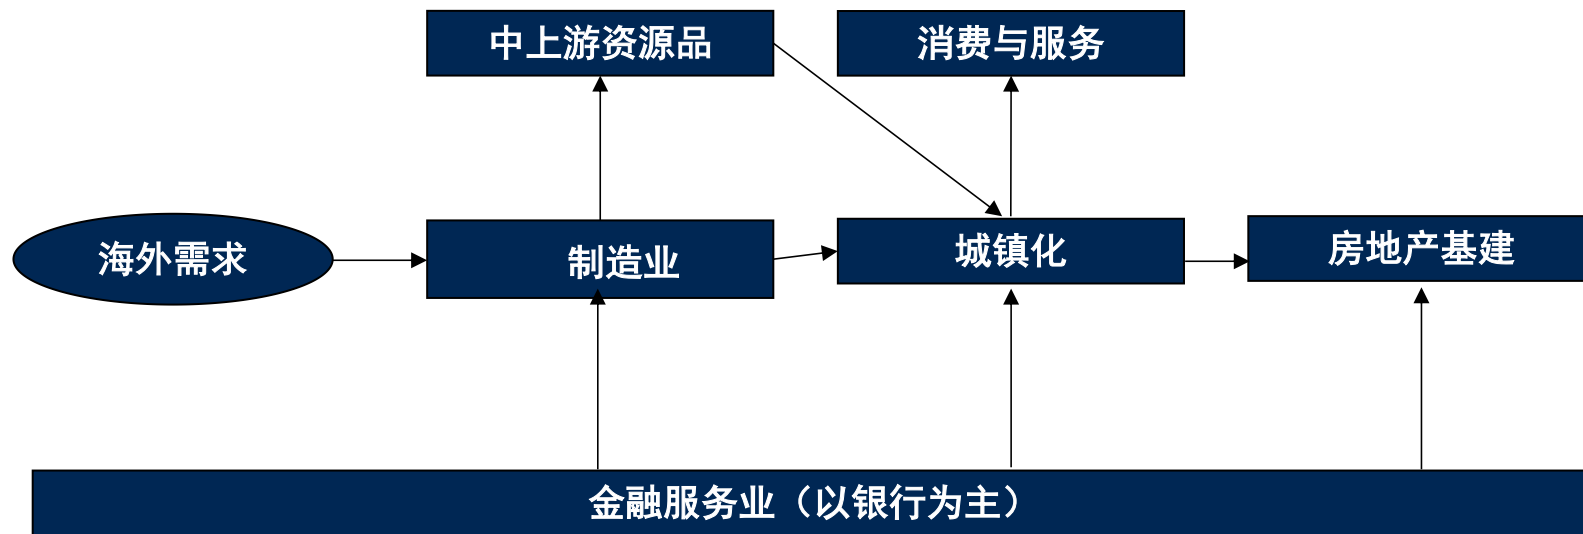 中上游资源品
消费与服务
海外需求
制造业
城镇化
房地产基建
金融服务业（以银行为主）